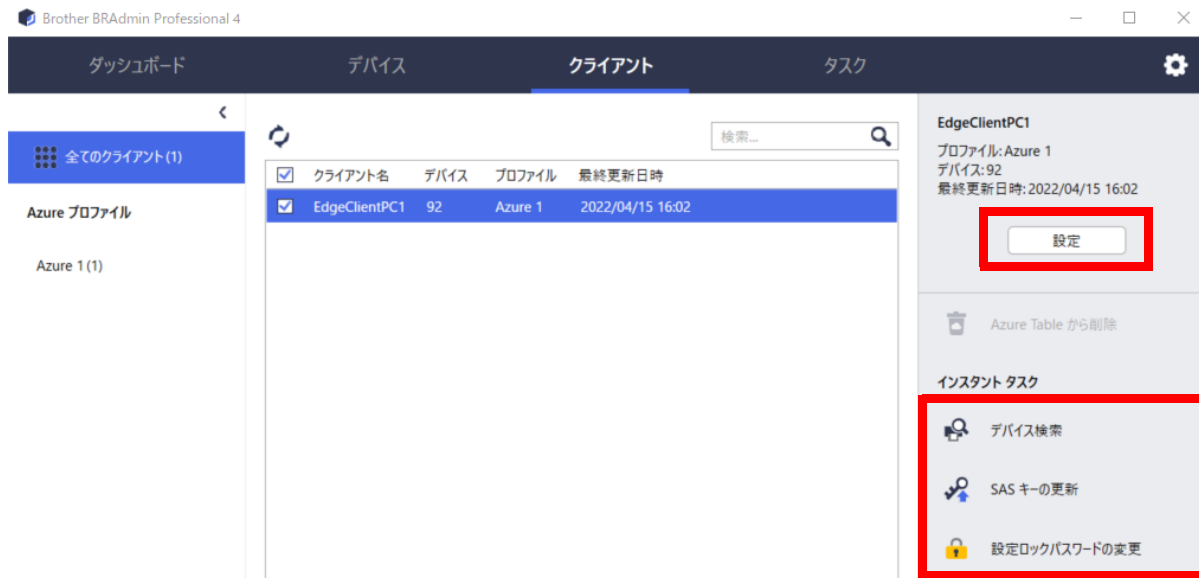 Brother BRAdmin Professional 4
ダッシュボード
デバイス
クライアント
タスク
全てのクライアント (1)
Azure プロファイル
Azure 1 (1)
検索...
クライアント名 デバイス プロファイル 最終更新日時
EdgeClientPC1 92 Azure 1 2022/04/15 16:02
EdgeClientPC1
プロファイル: Azure 1
デバイス: 92
最終更新日時: 2022/04/15 16:02
設定
Azure Table から削除
インスタント タスク
デバイス検索
SAS キーの更新
設定ロックパスワードの変更